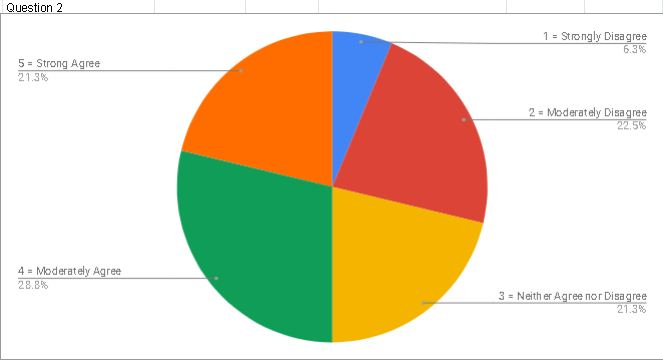 Question 2
1 = Strongly Disagree
6.3%
5 = Strong Agree
21.3%
2 = Moderately Disagree
22.5%
4 = Moderately Agree
28.8%
3 = Neither Agree nor Disagree
21.3%